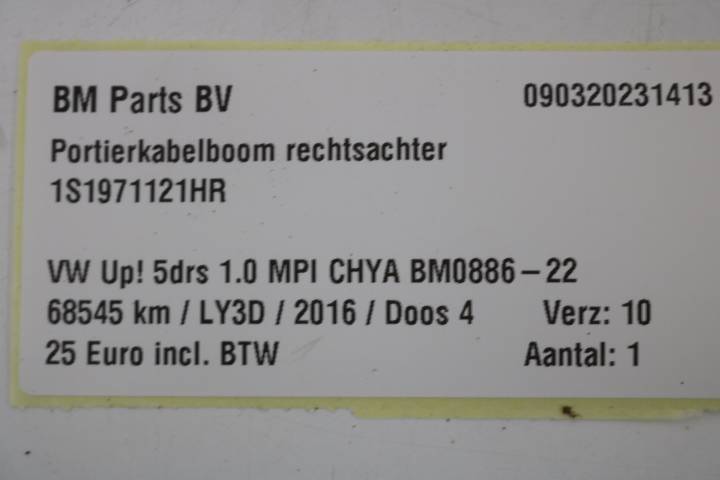 BM Parts BV 090320231413
Portierkabelboom rechtsachter
1S1971121HR
VW Up! 5drs 1.0 MPI CHYA BM0886-22
68545 km / LY3D / 2016 / Doos 4 Verz: 10
25 Euro incl. BTW Aantal: 1